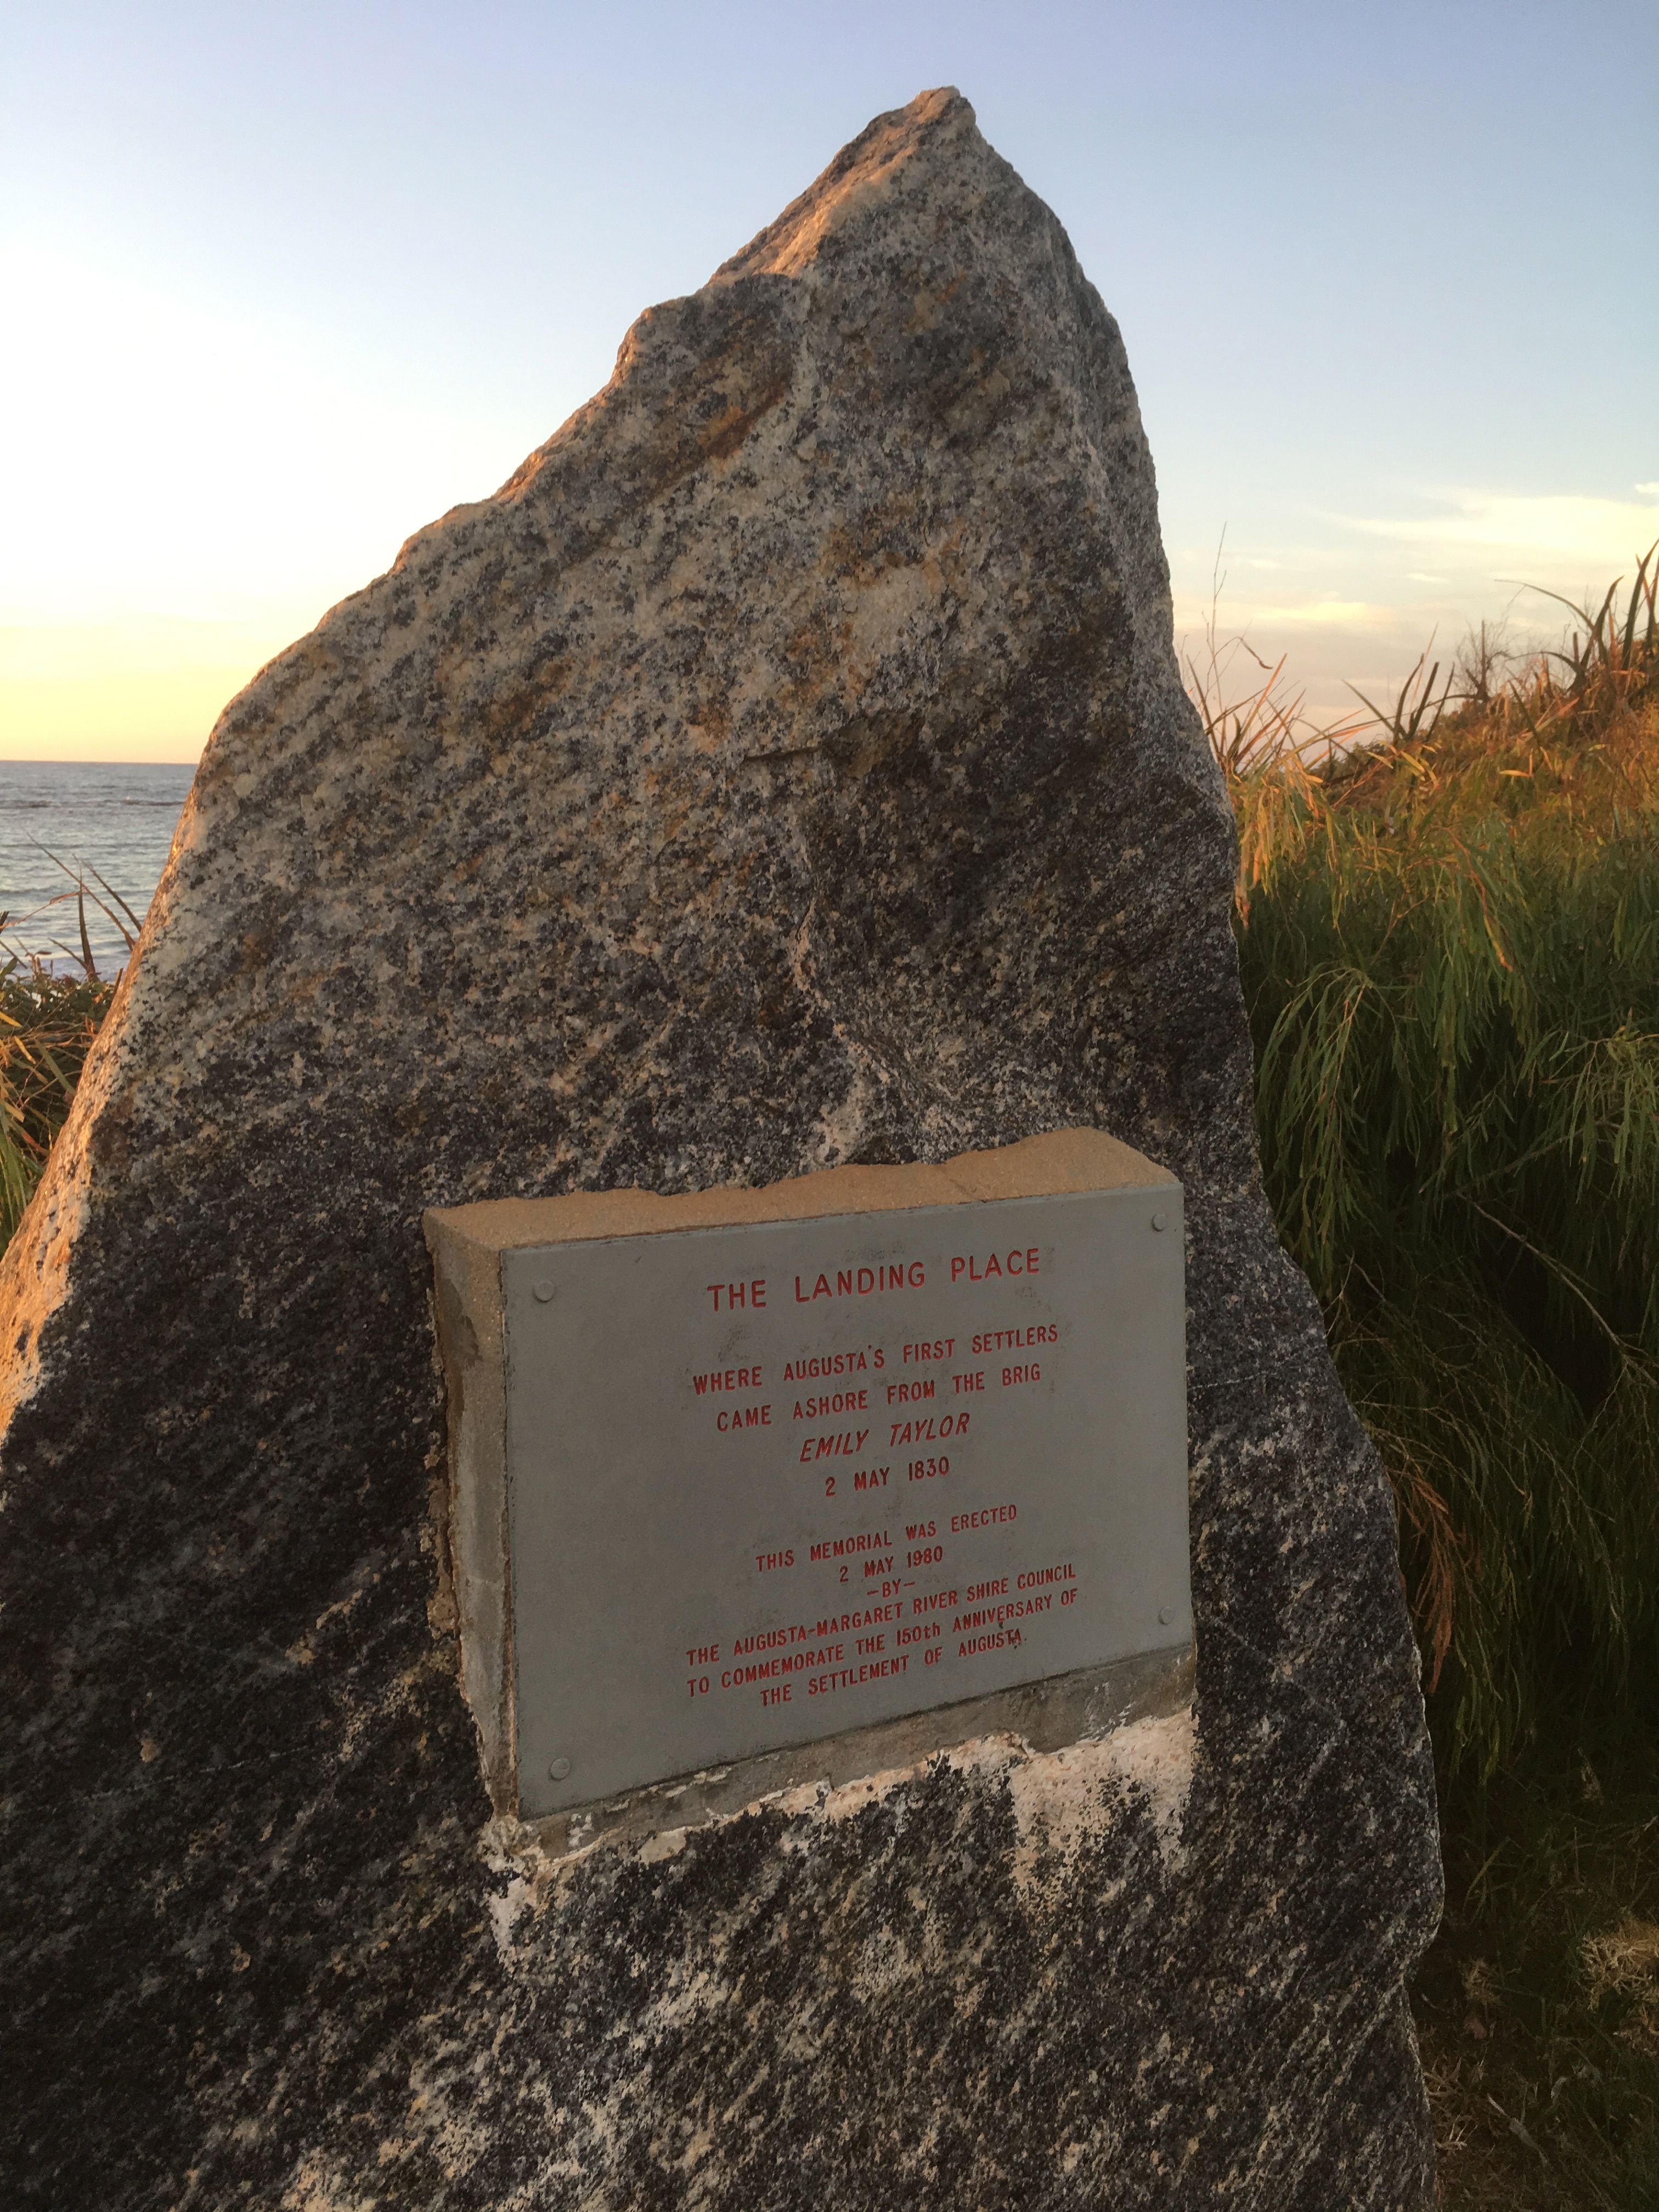 THE LANDING PLACE
WHERE AUGUSTA'S FIRST SETTLERS
CAME ASHORE FROM THE BRIG
EMILY TAYLOR
2 MAY 1830
THIS MEMORIAL WAS ERECTED
2 MAY 1980
-BY-
THE AUGUSTA-MARGARET RIVER SHIRE COUNCIL
TO COMMEMORATE THE 150th ANNIVERSARY OF
THE SETTLEMENT OF AUGUSTA